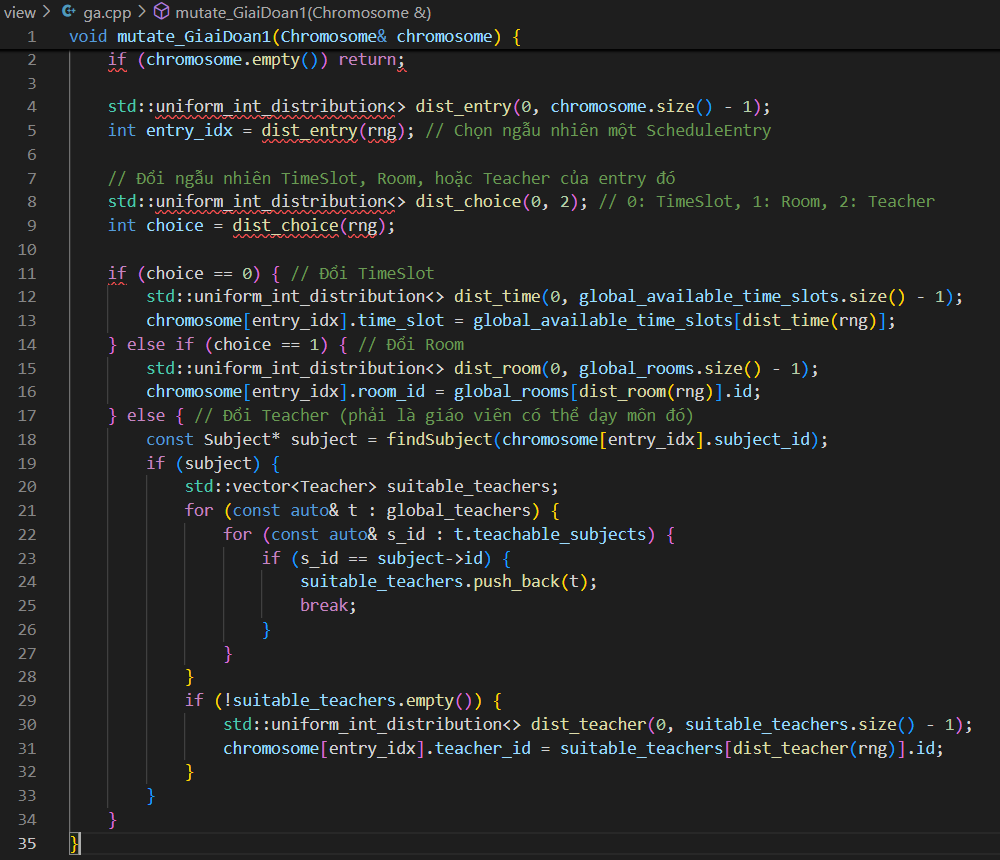 view > ga.cpp > mutate_GiaiDoan1(Chromosome &)
1 void mutate_GiaiDoan1(Chromosome& chromosome) {
2     if (chromosome.empty()) return;
3
4     std::uniform_int_distribution<> dist_entry(0, chromosome.size() - 1);
5     int entry_idx = dist_entry(rng); // Chọn ngẫu nhiên một ScheduleEntry
6
7     // Đổi ngẫu nhiên TimeSlot, Room, hoặc Teacher của entry đó
8     std::uniform_int_distribution<> dist_choice(0, 2); // 0: TimeSlot, 1: Room, 2: Teacher
9     int choice = dist_choice(rng);
10
11     if (choice == 0) { // Đổi TimeSlot
12         std::uniform_int_distribution<> dist_time(0, global_available_time_slots.size() - 1);
13         chromosome[entry_idx].time_slot = global_available_time_slots[dist_time(rng)];
14     } else if (choice == 1) { // Đổi Room
15         std::uniform_int_distribution<> dist_room(0, global_rooms.size() - 1);
16         chromosome[entry_idx].room_id = global_rooms[dist_room(rng)].id;
17     } else { // Đổi Teacher (phải là giáo viên có thể dạy môn đó)
18         const Subject* subject = findSubject(chromosome[entry_idx].subject_id);
19         if (subject) {
20             std::vector<Teacher> suitable_teachers;
21             for (const auto& t : global_teachers) {
22                 for (const auto& s_id : t.teachable_subjects) {
23                     if (s_id == subject->id) {
24                         suitable_teachers.push_back(t);
25                         break;
26                     }
27                 }
28             }
29             if (!suitable_teachers.empty()) {
30                 std::uniform_int_distribution<> dist_teacher(0, suitable_teachers.size() - 1);
31                 chromosome[entry_idx].teacher_id = suitable_teachers[dist_teacher(rng)].id;
32             }
33         }
34     }
35 }